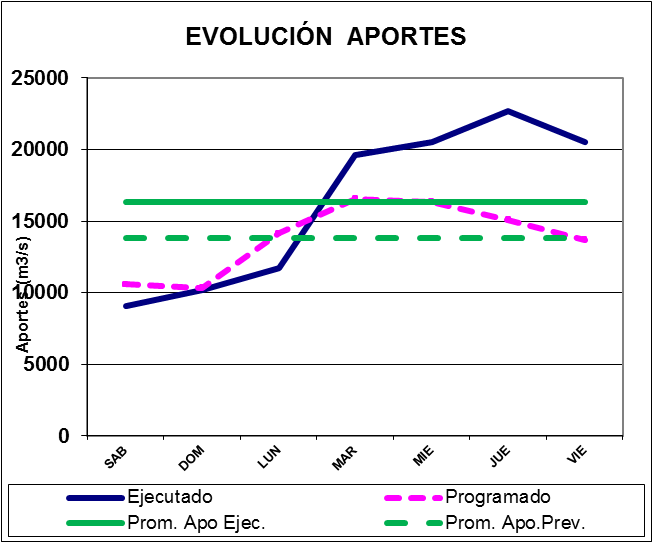 EVOLUCIÓN APORTES
25000
20000
15000
10000
5000
0
Aportes (m3/s)
SAB DOM LUN MAR MIE JUE VIE
Ejecutado Programado
Prom. Apo Ejec. Prom. Apo.Prev.